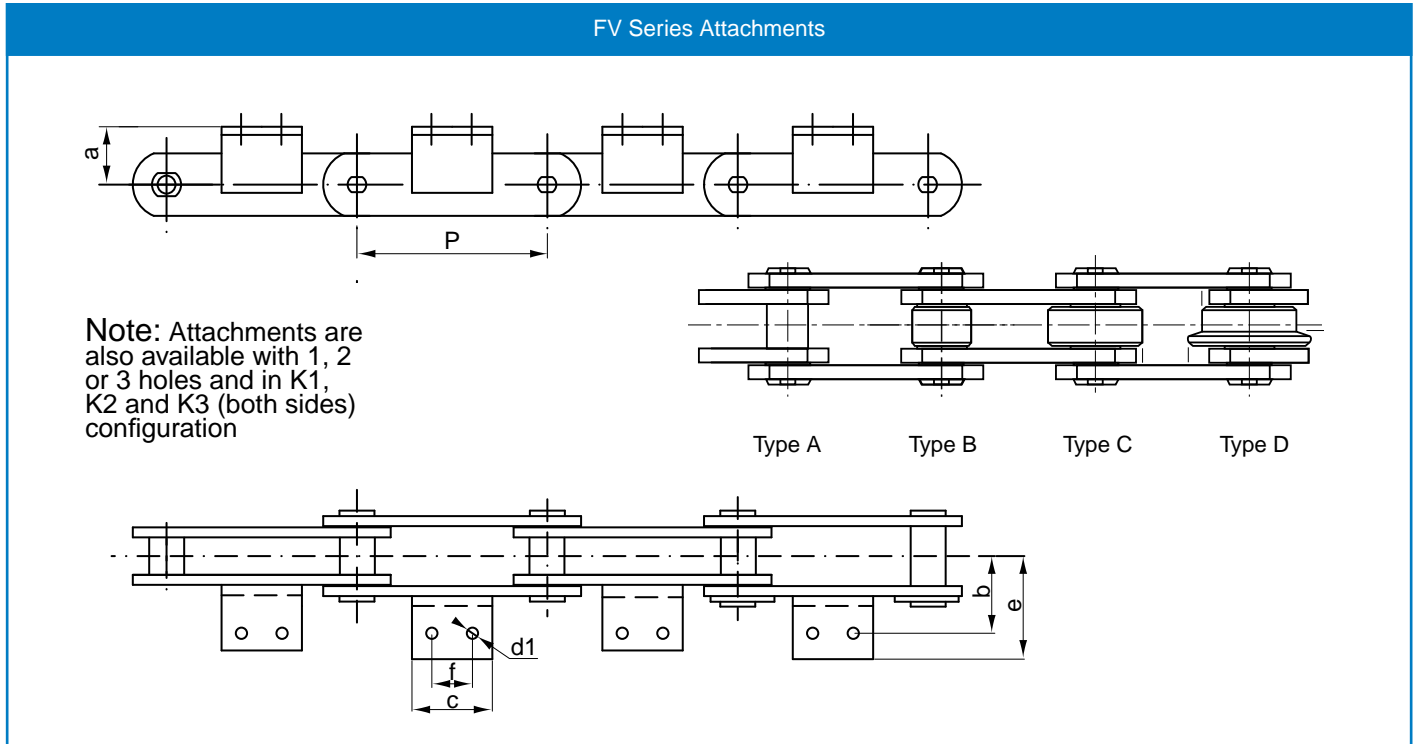 FV Series Attachments
a
P
Note: Attachments are
also available with 1, 2
or 3 holes and in K1,
K2 and K3 (both sides)
configuration
Type A
Type B
Type C
Type D
b
e
d1
f
c